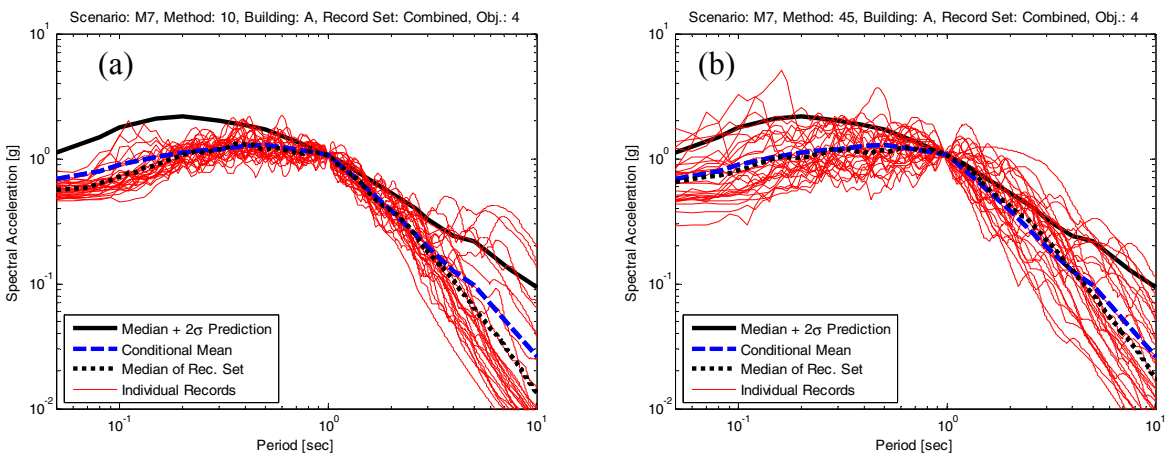 Scenario: M7, Method: 10, Building: A, Record Set: Combined, Obj.: 4
(a)
10^1
10^0
10^-1
10^-2
Spectral Acceleration [g]
Median + 2σ Prediction
Conditional Mean
Median of Rec. Set
Individual Records
10^-1
10^0
10^1
Period [sec]
Scenario: M7, Method: 45, Building: A, Record Set: Combined, Obj.: 4
(b)
10^1
10^0
10^-1
10^-2
Spectral Acceleration [g]
Median + 2σ Prediction
Conditional Mean
Median of Rec. Set
Individual Records
10^-1
10^0
10^1
Period [sec]